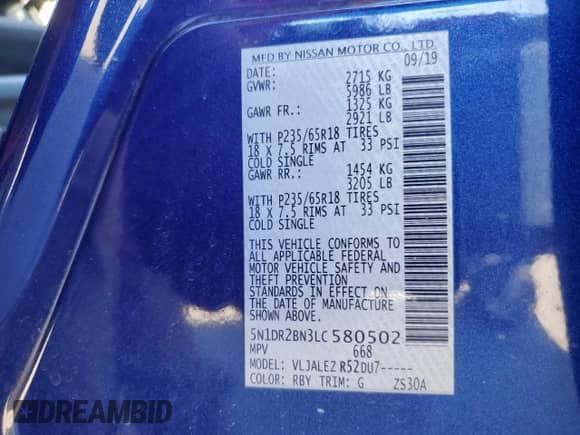 MFD BY NISSAN MOTOR CO., LTD.
DATE: 09/19
GVWR: 2715 KG
5986 LB
GAWR FR.: 1325 KG
2921 LB
WITH P235/65R18 TIRES
18 X 7.5 RIMS AT 33 PSI
COLD SINGLE
GAWR RR.: 1454 KG
3205 LB
WITH P235/65R18 TIRES
18 X 7.5 RIMS AT 33 PSI
COLD SINGLE
THIS VEHICLE CONFORMS TO
ALL APPLICABLE FEDERAL
MOTOR VEHICLE SAFETY AND
THEFT PREVENTION
STANDARDS IN EFFECT ON
THE DATE OF MANUFACTURE
SHOWN ABOVE.
5N1DR2BN3LC580502
MPV 668
MODEL: VLJALEZ R52DU7-----
COLOR: RBY TRIM: G ZS30A
DREAMBID